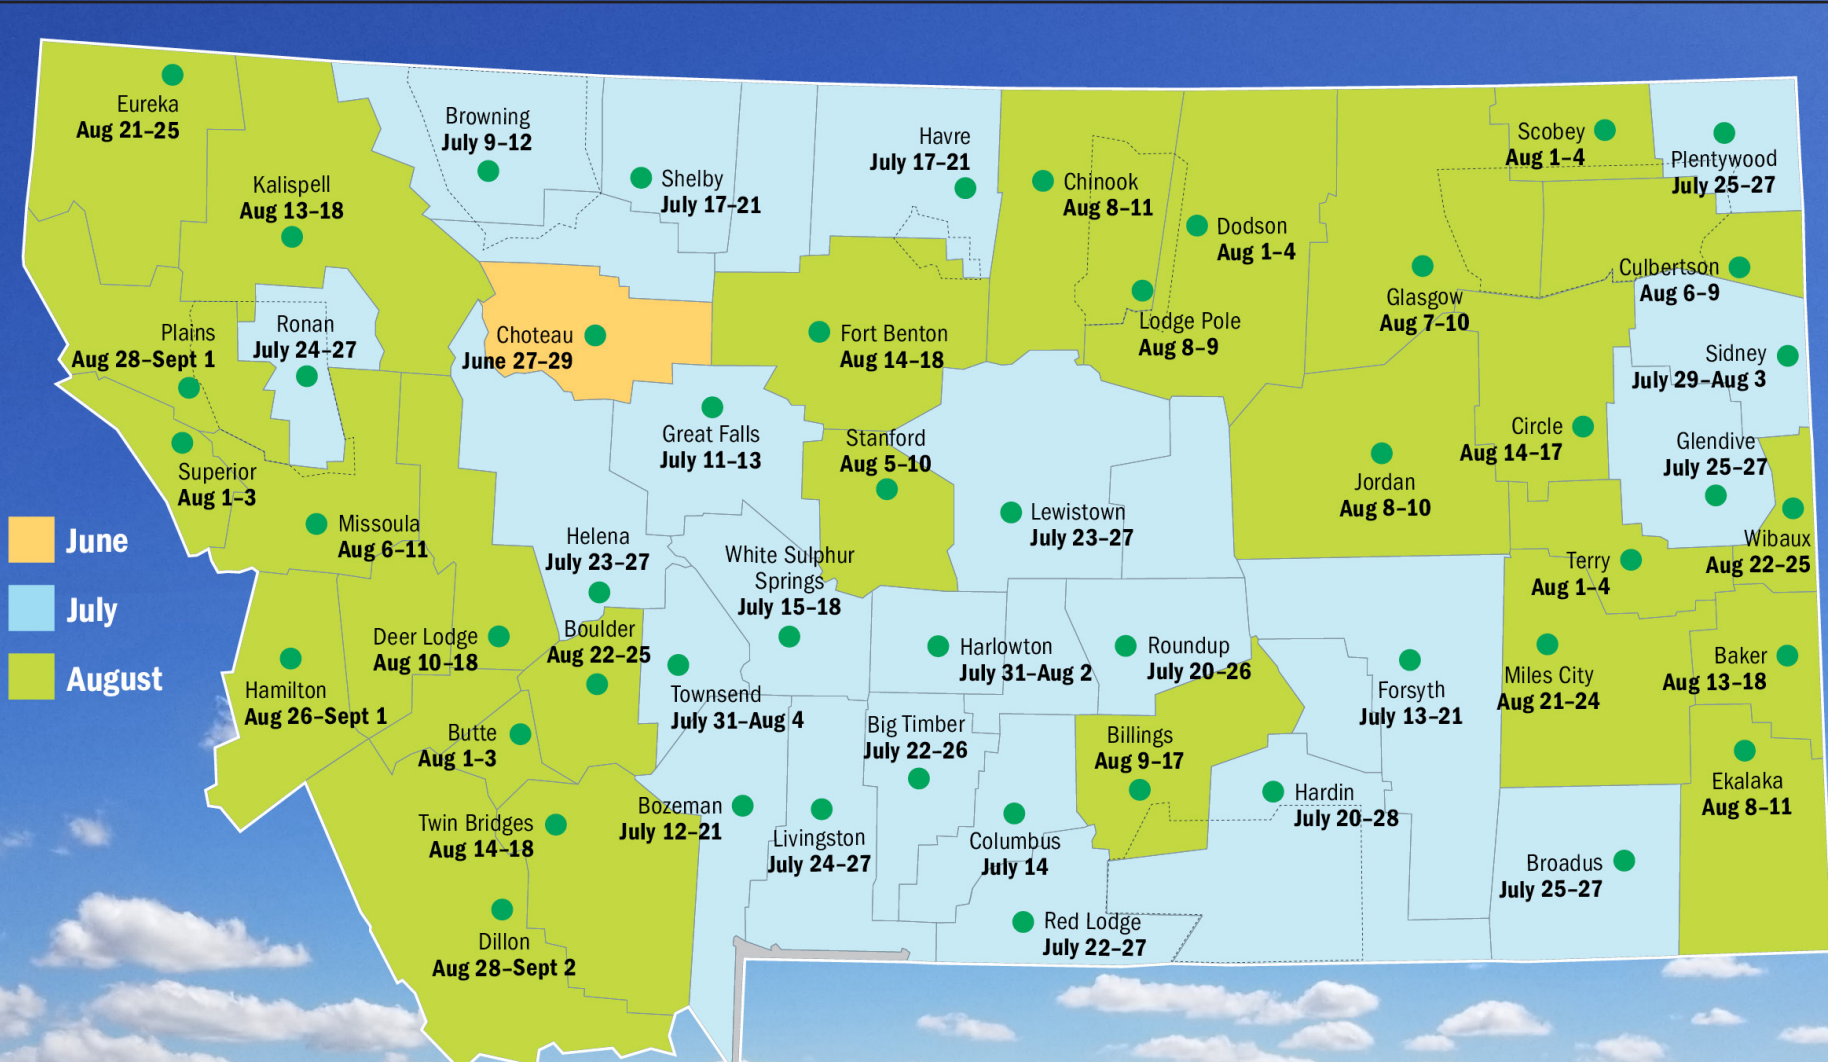 Eureka
Aug 21–25
Kalispell
Aug 13–18
Browning
July 9–12
Shelby
July 17–21
Havre
July 17–21
Chinook
Aug 8–11
Dodson
Aug 1–4
Scobey
Aug 1–4
Plentywood
July 25–27
Culbertson
Aug 6–9
Glasgow
Aug 7–10
Lodge Pole
Aug 8–9
Plains
Aug 28–Sept 1
Ronan
July 24–27
Choteau
June 27–29
Fort Benton
Aug 14–18
Sidney
July 29–Aug 3
Great Falls
July 11–13
Stanford
Aug 5–10
Circle
Aug 14–17
Glendive
July 25–27
Superior
Aug 1–3
Jordan
Aug 8–10
Missoula
Aug 6–11
Lewistown
July 23–27
June
July
August
Helena
July 23–27
White Sulphur
Springs
July 15–18
Wibaux
Aug 22–25
Terry
Aug 1–4
Deer Lodge
Aug 10–18
Boulder
Aug 22–25
Harlowton
July 31–Aug 2
Roundup
July 20–26
Baker
Aug 13–18
Hamilton
Aug 26–Sept 1
Townsend
July 31–Aug 4
Forsyth
July 13–21
Miles City
Aug 21–24
Butte
Aug 1–3
Big Timber
July 22–26
Billings
Aug 9–17
Ekalaka
Aug 8–11
Bozeman
July 12–21
Hardin
July 20–28
Twin Bridges
Aug 14–18
Livingston
July 24–27
Columbus
July 14
Broadus
July 25–27
Red Lodge
July 22–27
Dillon
Aug 28–Sept 2